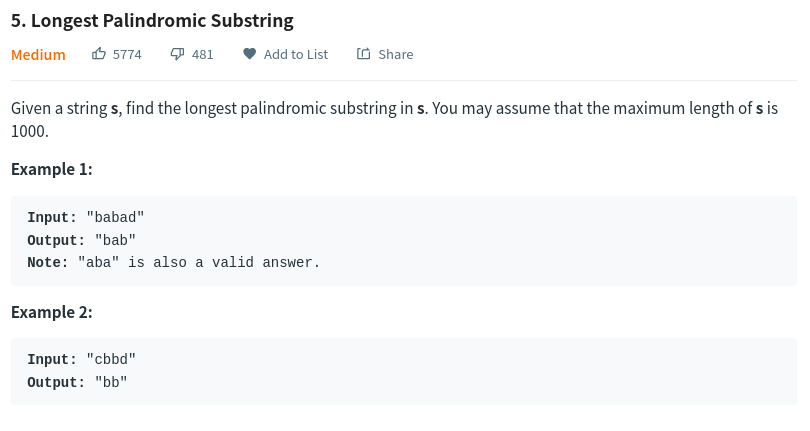 5. Longest Palindromic Substring
Medium 5774 481 Add to List Share
Given a string s, find the longest palindromic substring in s. You may assume that the maximum length of s is
1000.
Example 1:
Input: "babad"
Output: "bab"
Note: "aba" is also a valid answer.
Example 2:
Input: "cbbd"
Output: "bb"